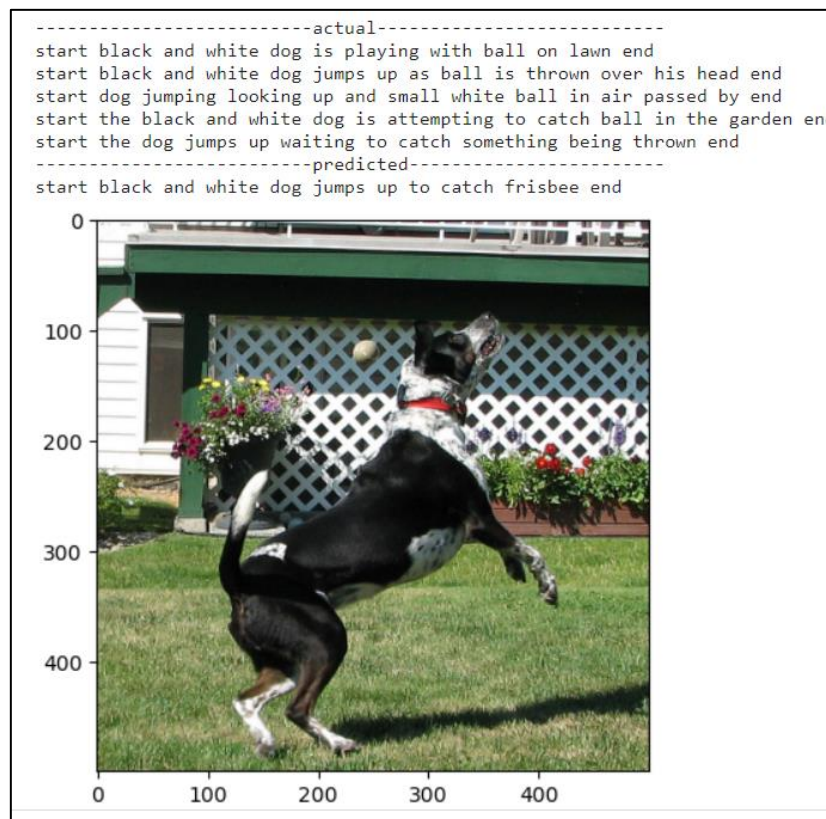 --------------------------actual---------------------------
start black and white dog is playing with ball on lawn end
start black and white dog jumps up as ball is thrown over his head end
start dog jumping looking up and small white ball in air passed by end
start the black and white dog is attempting to catch ball in the garden end
start the dog jumps up waiting to catch something being thrown end
--------------------------predicted------------------------
start black and white dog jumps up to catch frisbee end
0
100
200
300
400
0 100 200 300 400